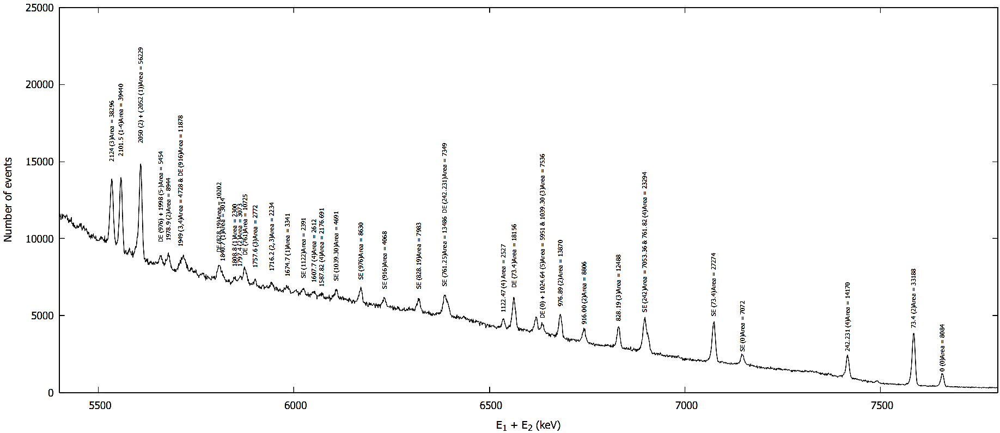 25000
20000
15000
10000
5000
0
Number of events
5500
6000
6500
7000
7500
E1 + E2 (keV)
2124 (3)Area = 38296
2101.5 (1-4)Area = 39440
2050 (2) + (2052 (1))Area = 56229
DE (976) + 1998 (5-)Area = 5454
1978.9 (2)Area = 8944
1949 (3,4)Area = 4728 & DE (916)Area = 11878
DE (828.19)Area = 10202
1840.7 (1)Area = 3014
1808.8 (1)Area = 2300
1797.4 (2)Area = 3073
DE (761)Area = 10725
1757.6 (3)Area = 2772
1716.2 (2,3)Area = 2234
1674.7 (1)Area = 3341
SE (1122)Area = 2391
1607.7 (4)Area = 2612
1587.82 (4)Area = 2176.691
SE (1039.30)Area = 4691
SE (976)Area = 8630
SE (916)Area = 4068
SE (828.19)Area = 7983
SE (761.25)Area = 13486 DE (242.231)Area = 7349
1122.47 (4) Area = 2527
DE (73.4)Area = 18156
DE (0) + 1024.64 (5)Area = 5951 & 1039.30 (3)Area = 7536
976.89 (2)Area = 13870
916.00 (2)Area = 8806
828.19 (3)Area = 12488
SE (242)Area = 7053.36 & 761.82 (4)Area = 23294
SE (73.4)Area = 27274
SE (0)Area = 7072
242.231 (4)Area = 14170
73.4 (2)Area = 33188
0 (0)Area = 8084